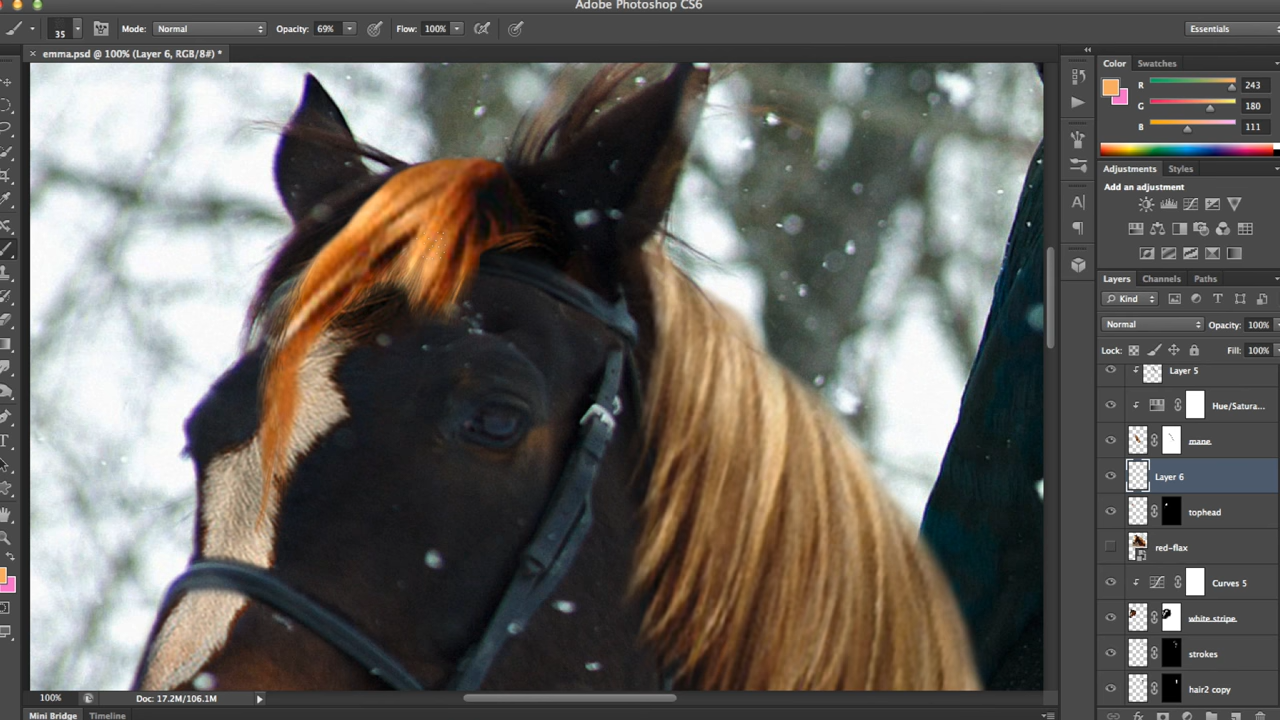 Adobe Photoshop CS6
35 Mode: Normal Opacity: 69% Flow: 100% Essentials
× emma.psd @ 100% (Layer 6, RGB/8#) *
Color Swatches
R 243
G 180
B 111
Adjustments Styles
Add an adjustment
Layers Channels Paths
Kind
Normal Opacity: 100%
Lock: Fill: 100%
Layer 5
Hue/Satura...
mane
Layer 6
tophead
red-flax
Curves 5
white stripe
strokes
hair2 copy
100% Doc: 17.2M/106.1M
Mini Bridge Timeline